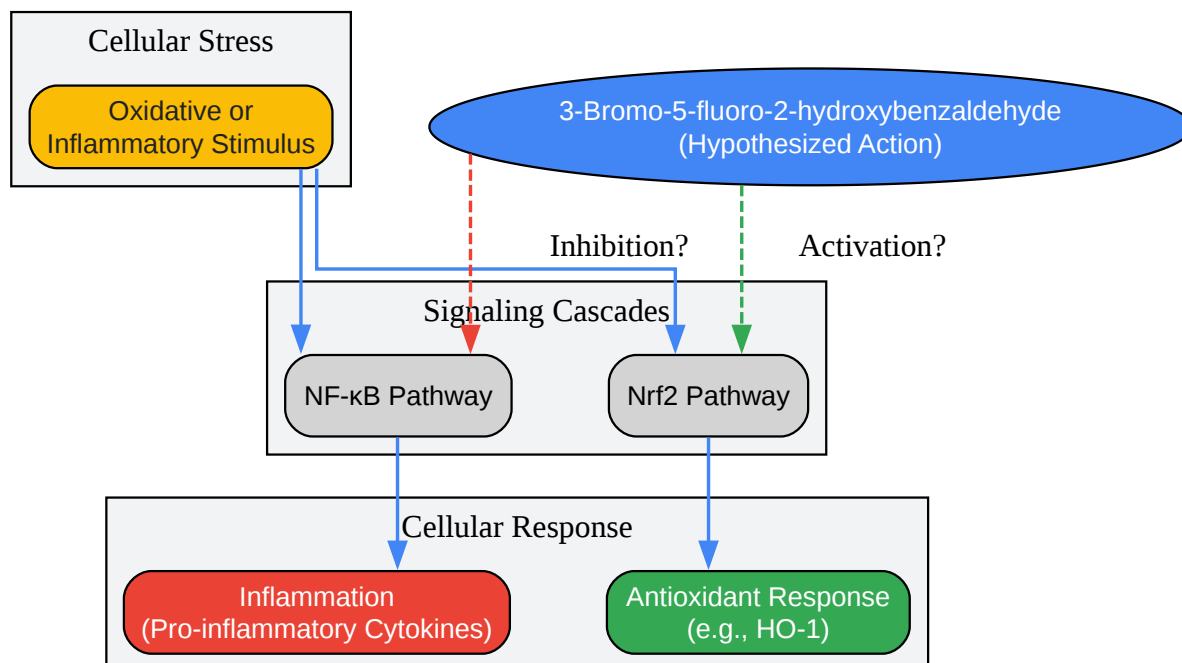 Cellular Stress
Oxidative or
Inflammatory Stimulus
3-Bromo-5-fluoro-2-hydroxybenzaldehyde
(Hypothesized Action)
Inhibition?
Activation?
Signaling Cascades
NF-κB Pathway
Nrf2 Pathway
Cellular Response
Inflammation
(Pro-inflammatory Cytokines)
Antioxidant Response
(e.g., HO-1)